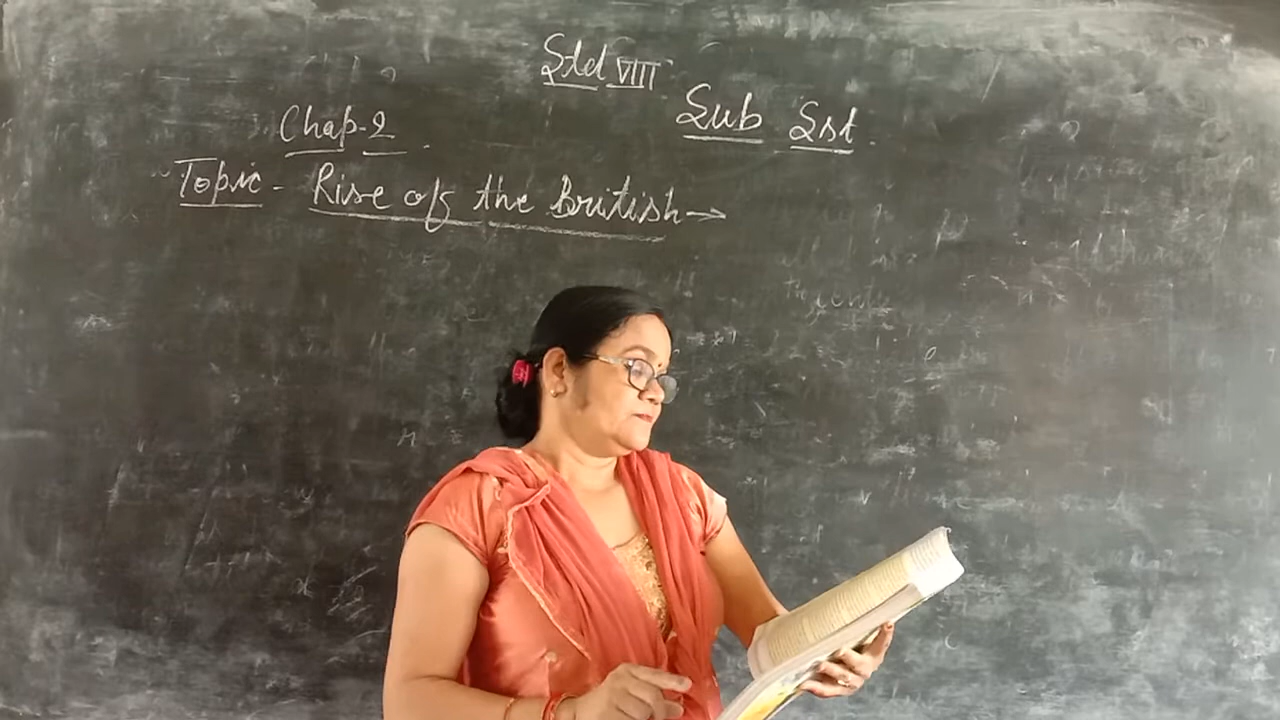 Std VIII
Sub Sst.
Chap-2.
Topic - Rise of the British →